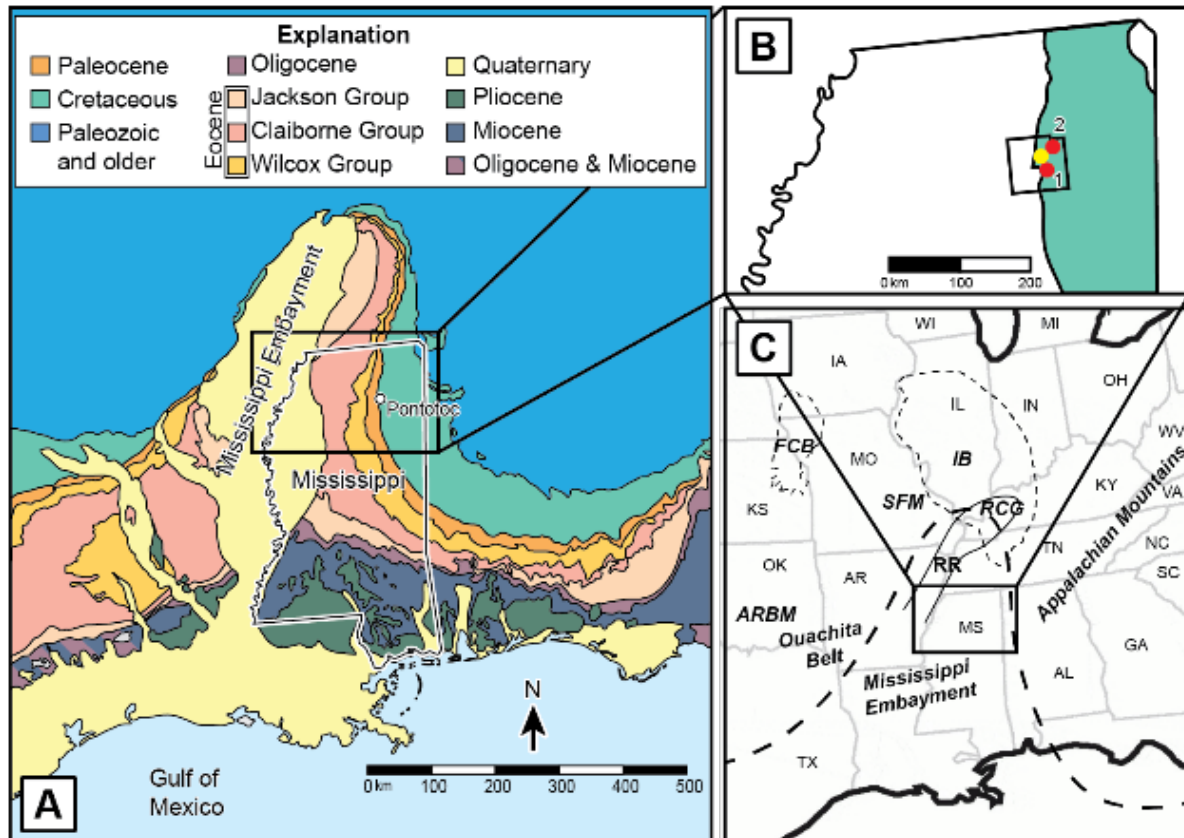 Explanation
Paleocene
Cretaceous
Paleozoic
and older
Oligocene
Eocene
Jackson Group
Claiborne Group
Wilcox Group
Quaternary
Pliocene
Miocene
Oligocene & Miocene
Mississippi Embayment
Pontotoc
Mississippi
N
0 km 100 200 300 400 500
Gulf of
Mexico
A
B
2
1
0 km 100 200
C
WI
MI
IA
OH
IL
IN
FCB
IB
WV
MO
KY
VA
KS
SFM
RCG
Appalachian Mountains
TN
NC
OK
AR
RR
SC
ARBM
MS
GA
Ouachita
Belt
AL
Mississippi
Embayment
TX